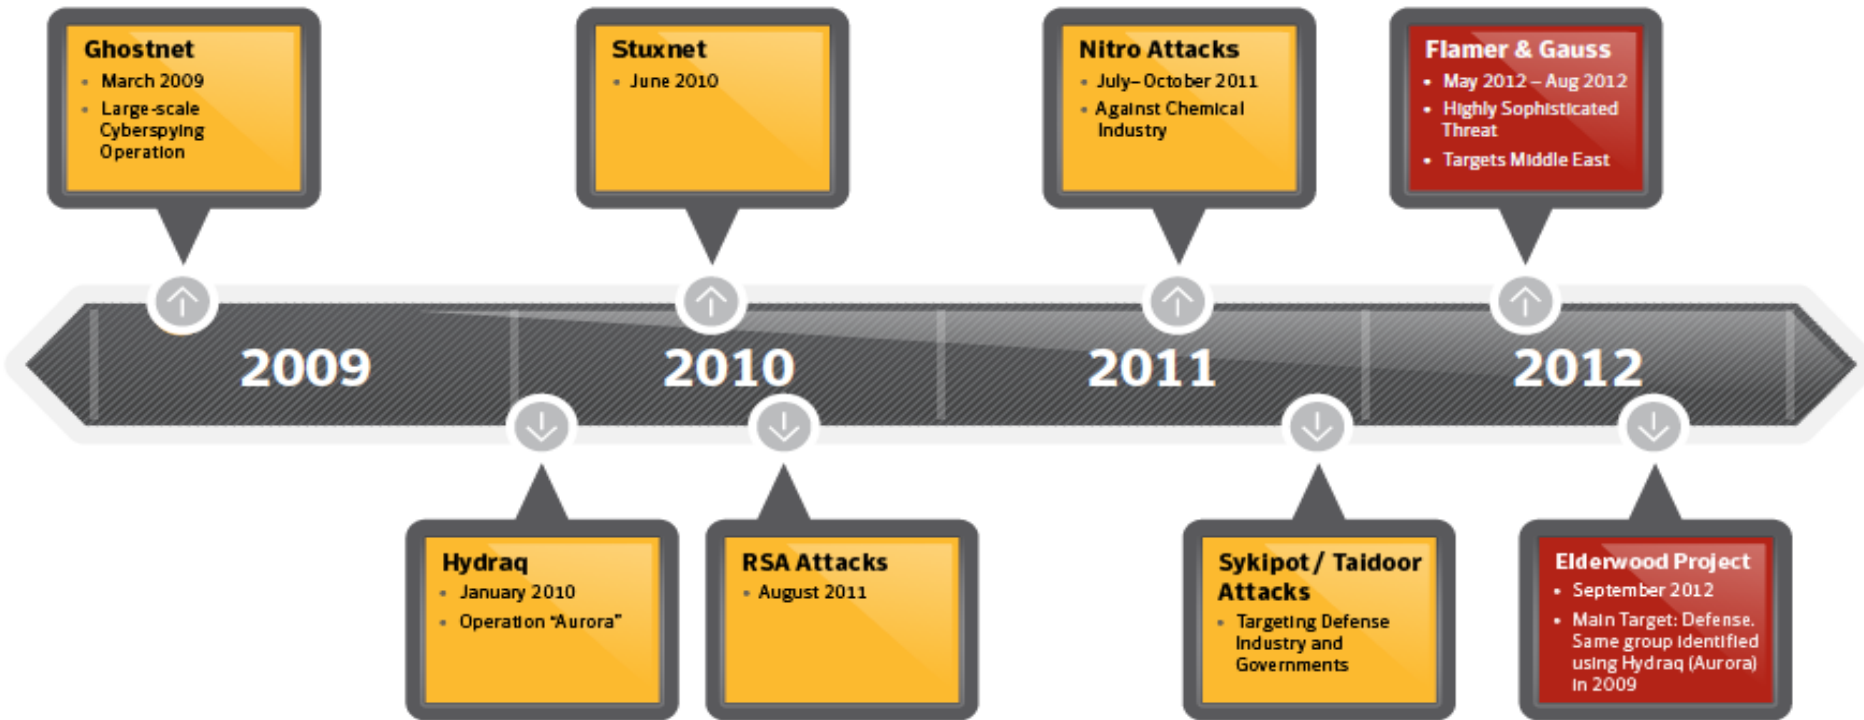 Ghostnet
• March 2009
• Large-scale
Cyberspying
Operation
Stuxnet
• June 2010
Nitro Attacks
• July–October 2011
• Against Chemical
Industry
Flamer & Gauss
• May 2012 – Aug 2012
• Highly Sophisticated
Threat
• Targets Middle East
2009
2010
2011
2012
Hydraq
• January 2010
• Operation “Aurora”
RSA Attacks
• August 2011
Sykipot / Taidoor
Attacks
• Targeting Defense
Industry and
Governments
Elderwood Project
• September 2012
• Main Target: Defense.
Same group identified
using Hydraq (Aurora)
in 2009